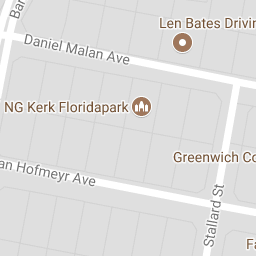 Len Bates Drivin
Daniel Malan Ave
NG Kerk Floridapark
Greenwich Co
an Hofmeyr Ave
Stallard St